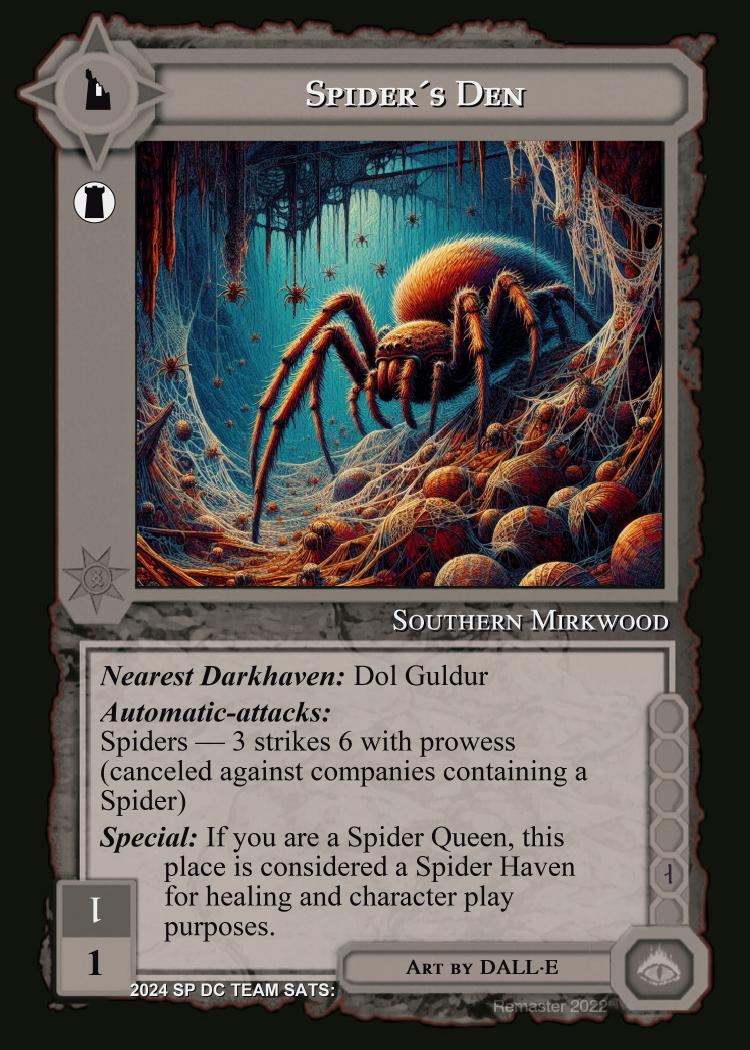 Spider´s Den
Southern Mirkwood
Nearest Darkhaven: Dol Guldur
Automatic-attacks:
Spiders — 3 strikes 6 with prowess
(canceled against companies containing a
Spider)
Special: If you are a Spider Queen, this
place is considered a Spider Haven
for healing and character play
purposes.
1
1
Art by DALL·E
2024 SP DC TEAM SATS:
Remaster 2022